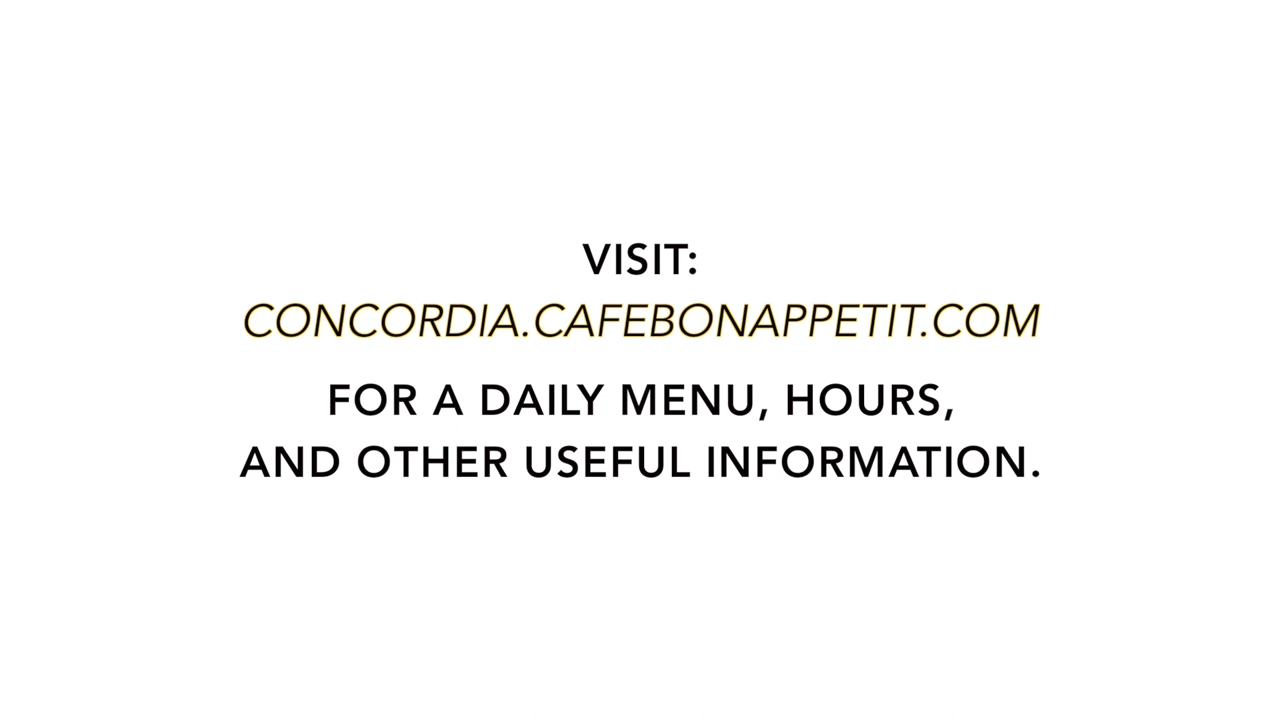 VISIT:
CONCORDIA.CAFEBONAPPETIT.COM
FOR A DAILY MENU, HOURS,
AND OTHER USEFUL INFORMATION.